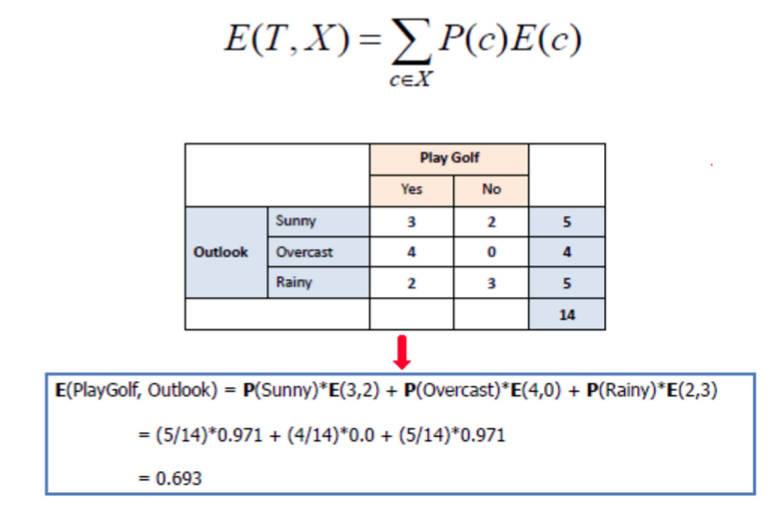 E(T, X) = ∑ P(c)E(c)
c∈X
Play Golf
Yes No
Sunny 3 2 5
Outlook Overcast 4 0 4
Rainy 2 3 5
14
E(PlayGolf, Outlook) = P(Sunny)*E(3,2) + P(Overcast)*E(4,0) + P(Rainy)*E(2,3)
= (5/14)*0.971 + (4/14)*0.0 + (5/14)*0.971
= 0.693